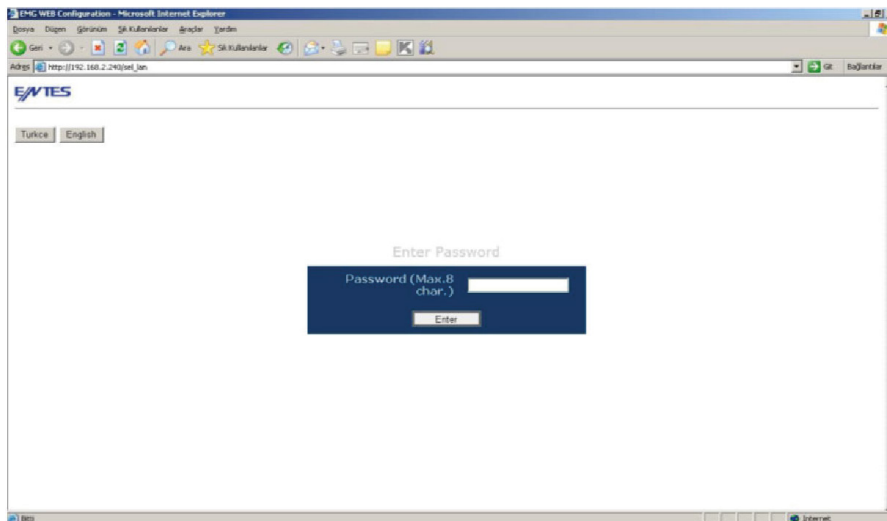 EMG WEB Configuration - Microsoft Internet Explorer
Dosya Düzen Görünüm Sık Kullanılanlar Araçlar Yardım
Geri Ara Sık Kullanılanlar
Adres http://192.168.2.240/sel_lan Git Bağlantılar
ENTES
Turkce English
Enter Password
Password (Max.8
char.)
Enter
Bitti Internet